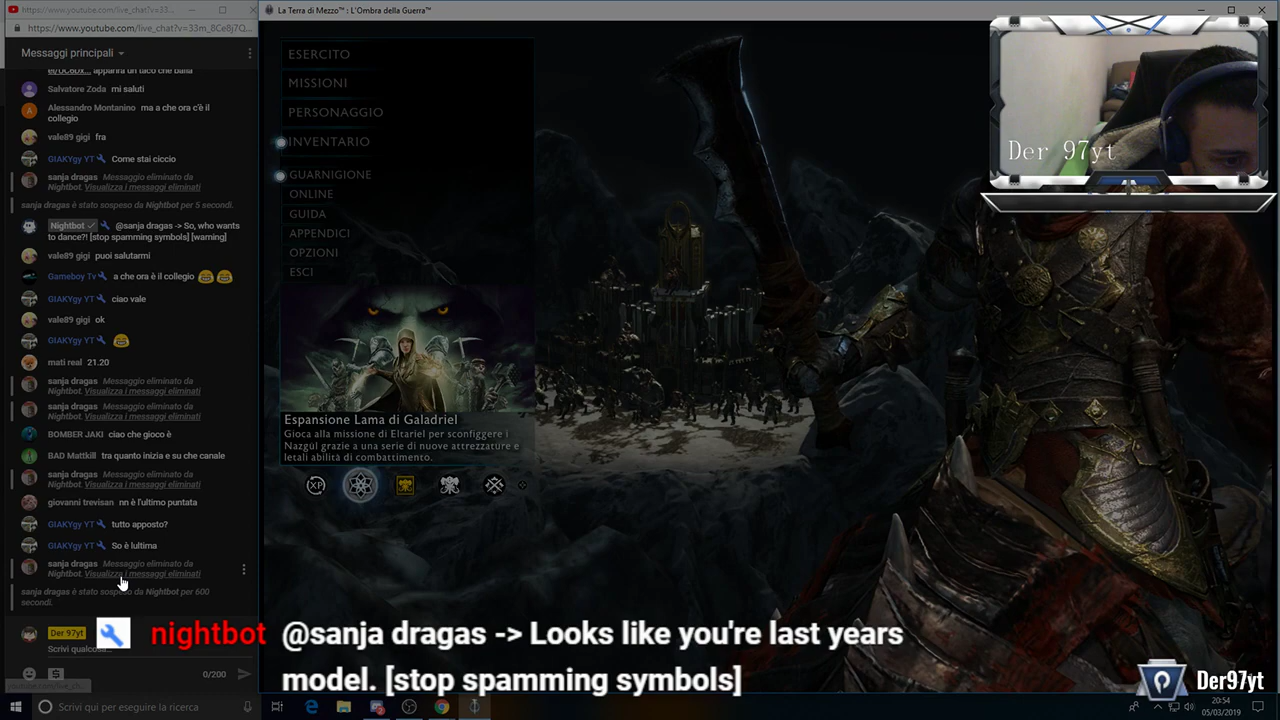 https://www.youtube.com/live_chat?v=33...
La Terra di Mezzo™ : L'Ombra della Guerra™
https://www.youtube.com/live_chat?v=33m_8Ce8j7Q...
Messaggi principali
apparirà un taco che balla
Salvatore Zoda mi saluti
Alessandro Montanino ma a che ora c'è il
collegio
vale89 gigi fra
GIAKYgy YT Come stai ciccio
sanja dragas Messaggio eliminato da
Nightbot. Visualizza i messaggi eliminati
sanja dragas è stato sospeso da Nightbot per 5 secondi.
Nightbot @sanja dragas -> So, who wants
to dance?! [stop spamming symbols] [warning]
vale89 gigi puoi salutarmi
Gameboy Tv a che ora è il collegio
GIAKYgy YT ciao vale
vale89 gigi ok
GIAKYgy YT
mati real 21.20
sanja dragas Messaggio eliminato da
Nightbot. Visualizza i messaggi eliminati
sanja dragas Messaggio eliminato da
Nightbot. Visualizza i messaggi eliminati
BOMBER JAKI ciao che gioco è
BAD Mattkill tra quanto inizia e su che canale
sanja dragas Messaggio eliminato da
Nightbot. Visualizza i messaggi eliminati
giovanni trevisan nn è l'ultimo puntata
GIAKYgy YT tutto apposto?
GIAKYgy YT So è lultima
sanja dragas Messaggio eliminato da
Nightbot. Visualizza i messaggi eliminati
sanja dragas è stato sospeso da Nightbot per 600
secondi.
Der 97yt
Scrivi qualcosa...
0/200
ESERCITO
MISSIONI
PERSONAGGIO
INVENTARIO
GUARNIGIONE
ONLINE
GUIDA
APPENDICI
OPZIONI
ESCI
Espansione Lama di Galadriel
Gioca alla missione di Eltariel per sconfiggere i
Nazgûl grazie a una serie di nuove attrezzature e
letali abilità di combattimento.
XP
Der 97yt
nightbot @sanja dragas -> Looks like you're last years
model. [stop spamming symbols]
Der97yt
Scrivi qui per eseguire la ricerca
20:54
05/03/2019